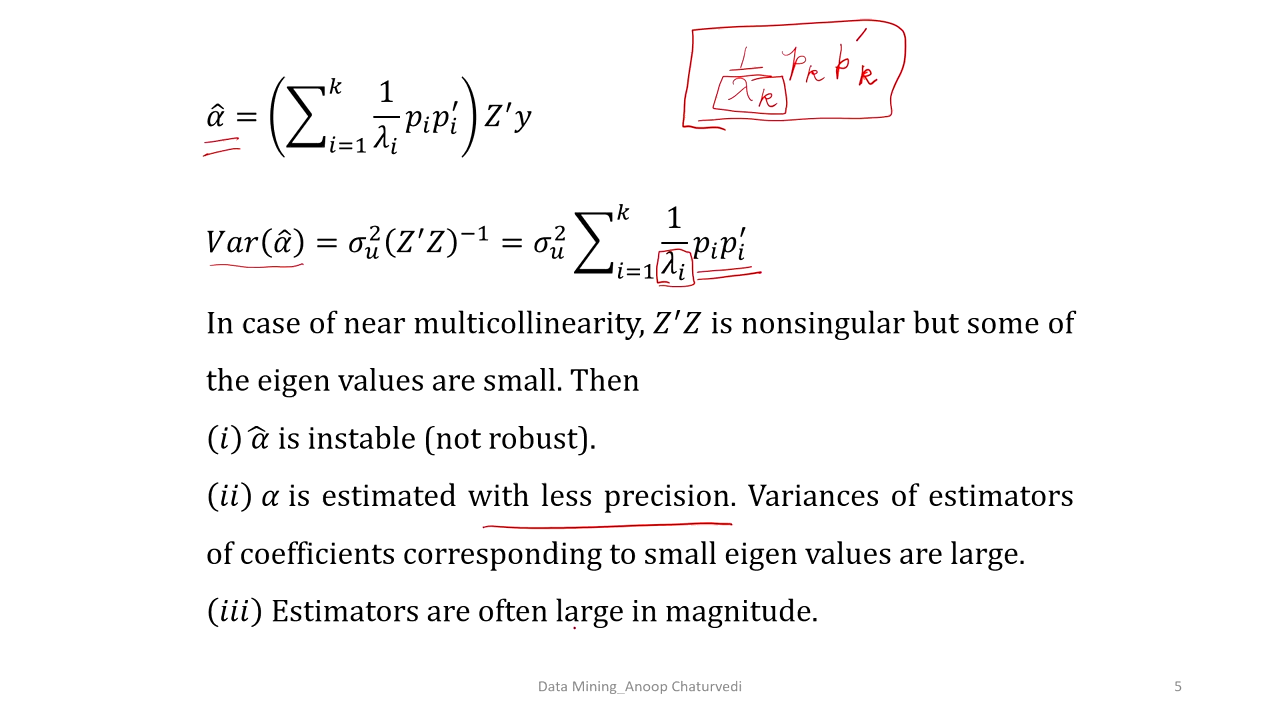 1/λ_k p_k p′_k
α̂ = (∑_{i=1}^{k} 1/λ_i p_i p_i′) Z′y
Var(α̂) = σ_u^2 (Z′Z)^{−1} = σ_u^2 ∑_{i=1}^{k} 1/λ_i p_i p_i′
In case of near multicollinearity, Z′Z is nonsingular but some of
the eigen values are small. Then
(i) α̂ is instable (not robust).
(ii) α is estimated with less precision. Variances of estimators
of coefficients corresponding to small eigen values are large.
(iii) Estimators are often large in magnitude.
Data Mining_Anoop Chaturvedi
5